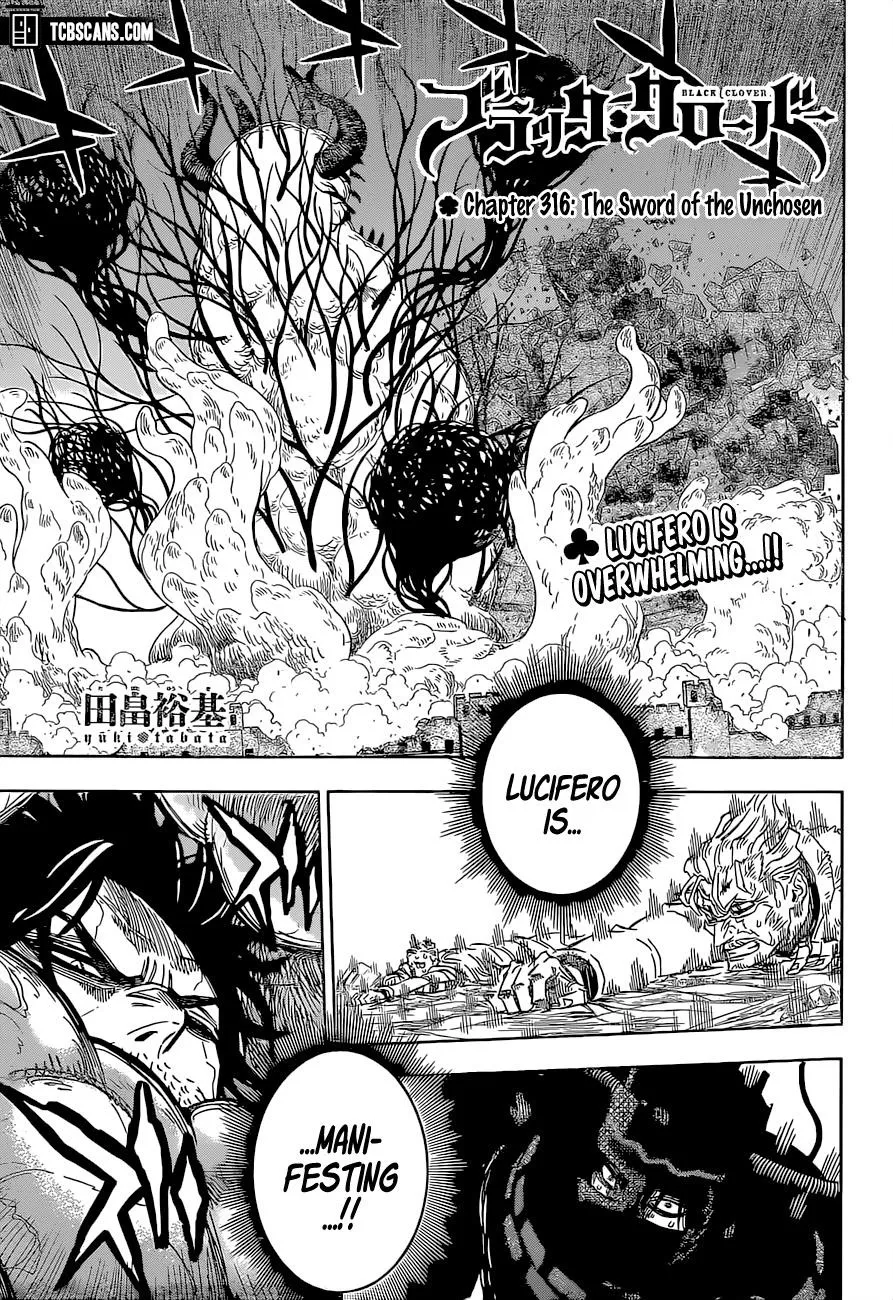 TCBSCANS.COM
BLACK CLOVER
ブラック・クローバー
Chapter 316: The Sword of the Unchosen
LUCIFERO IS
OVERWHELMING...!!
田畠裕基
yūki tabata
LUCIFERO
IS...
...MANI-
FESTING
....!!